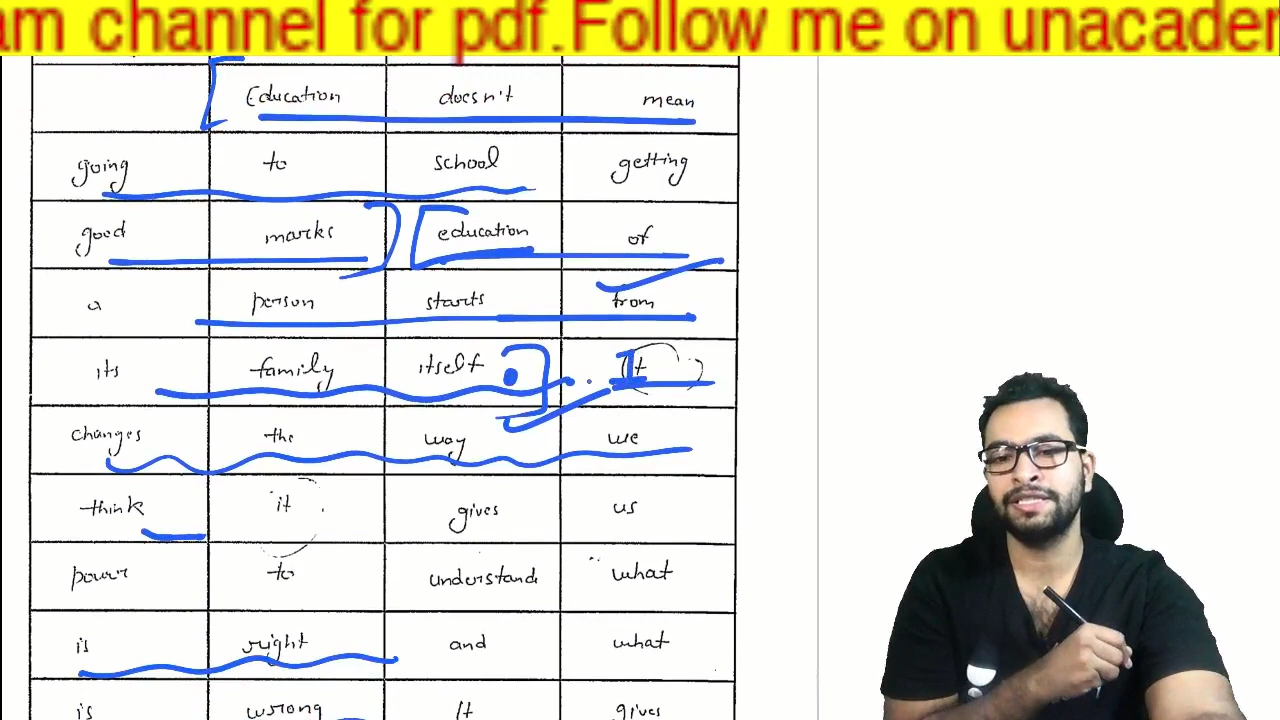 am channel for pdf.Follow me on unacadem
Education doesn't mean
going to school getting
good marks education of
a person starts from
its family itself . It
changes the way we
think it gives us
power to understand what
is right and what
is wrong It gives